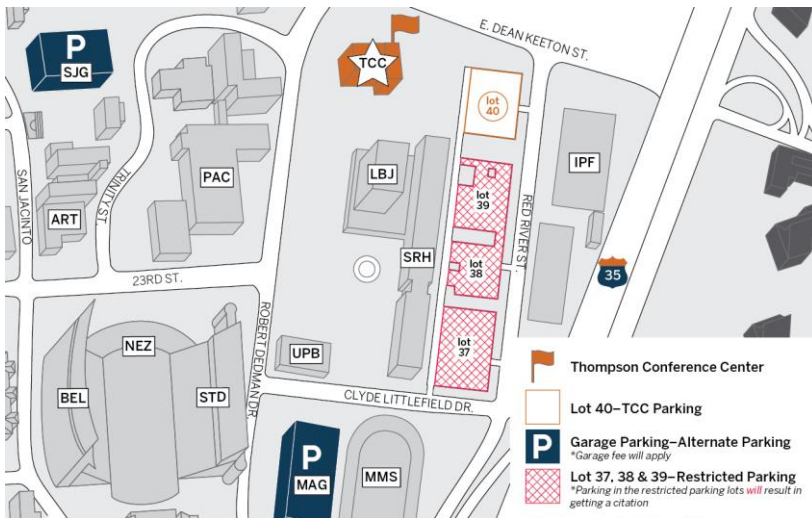 P
SJG
TCC
E. DEAN KEETON ST.
lot
40
SAN JACINTO
TRINITY ST.
ART
PAC
LBJ
IPF
lot
39
RED RIVER ST.
SRH
lot
38
23RD ST.
35
ROBERT DEDMAN DR.
NEZ
BEL
STD
UPB
lot
37
CLYDE LITTLEFIELD DR.
P
MAG
MMS
Thompson Conference Center
Lot 40–TCC Parking
P
Garage Parking–Alternate Parking
*Garage fee will apply
Lot 37, 38 & 39–Restricted Parking
*Parking in the restricted parking lots will result in
getting a citation